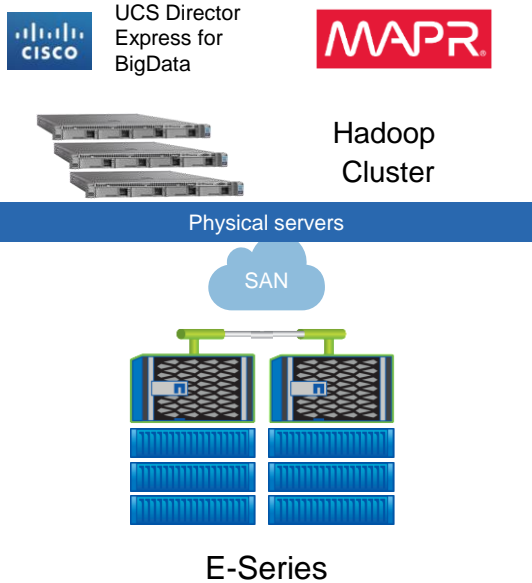 CISCO
UCS Director
Express for
BigData
MAPR.
Hadoop
Cluster
Physical servers
SAN
E-Series